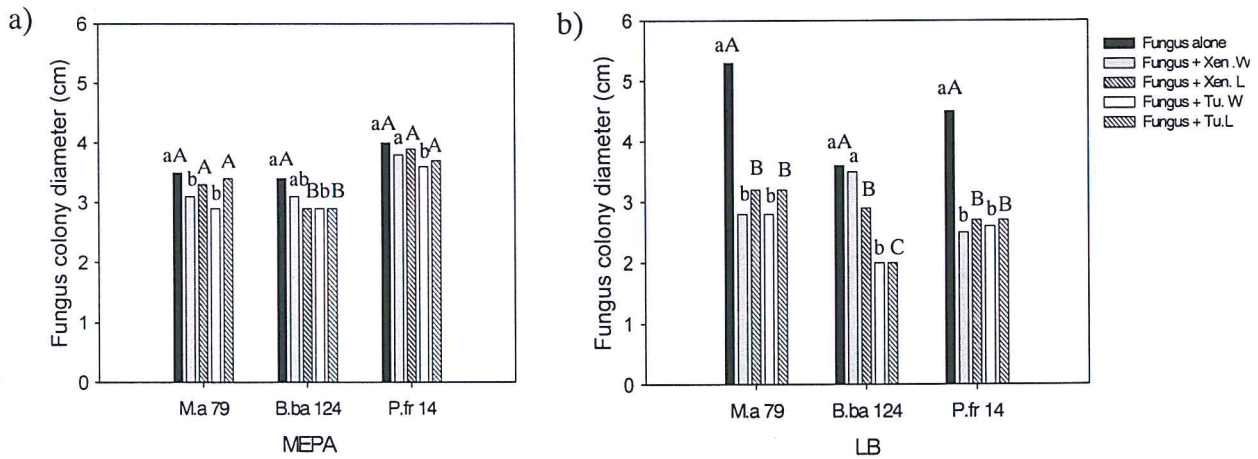 a)
Fungus colony diameter (cm)
6
5
4
3
2
1
0
aA
b
A
b
A
aA
ab
B
b
B
aA
a
A
b
A
M.a 79
B.ba 124
P.fr 14
MEPA
b)
Fungus colony diameter (cm)
6
5
4
3
2
1
0
aA
b
B
b
B
aA
a
B
b
C
aA
b
B
b
B
M.a 79
B.ba 124
P.fr 14
LB
Fungus alone
Fungus + Xen .W
Fungus + Xen. L
Fungus + Tu. W
Fungus + Tu.L